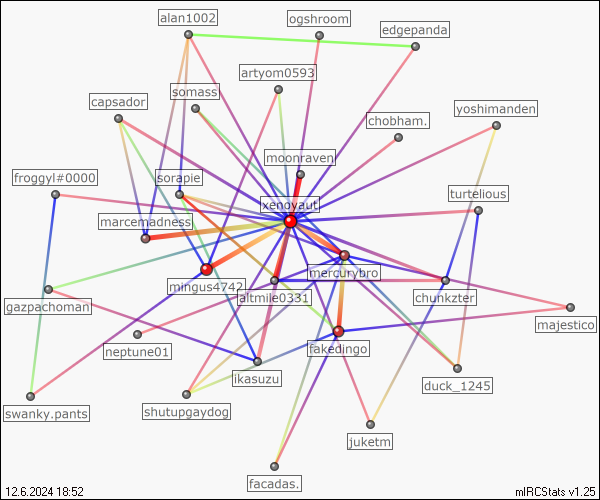 alan1002
ogshroom
edgepanda
artyom0593
somass
capsador
yoshimanden
chobham.
moonraven
froggyl#0000
sorapie
turtelious
xenoyaut
marcemadness
mercurybro
mingus4742
altmile0331
chunkzter
gazpachoman
majestico
neptune01
fakedingo
ikasuzu
duck_1245
swanky.pants
shutupgaydog
juketm
facadas.
12.6.2024 18:52
mIRCStats v1.25